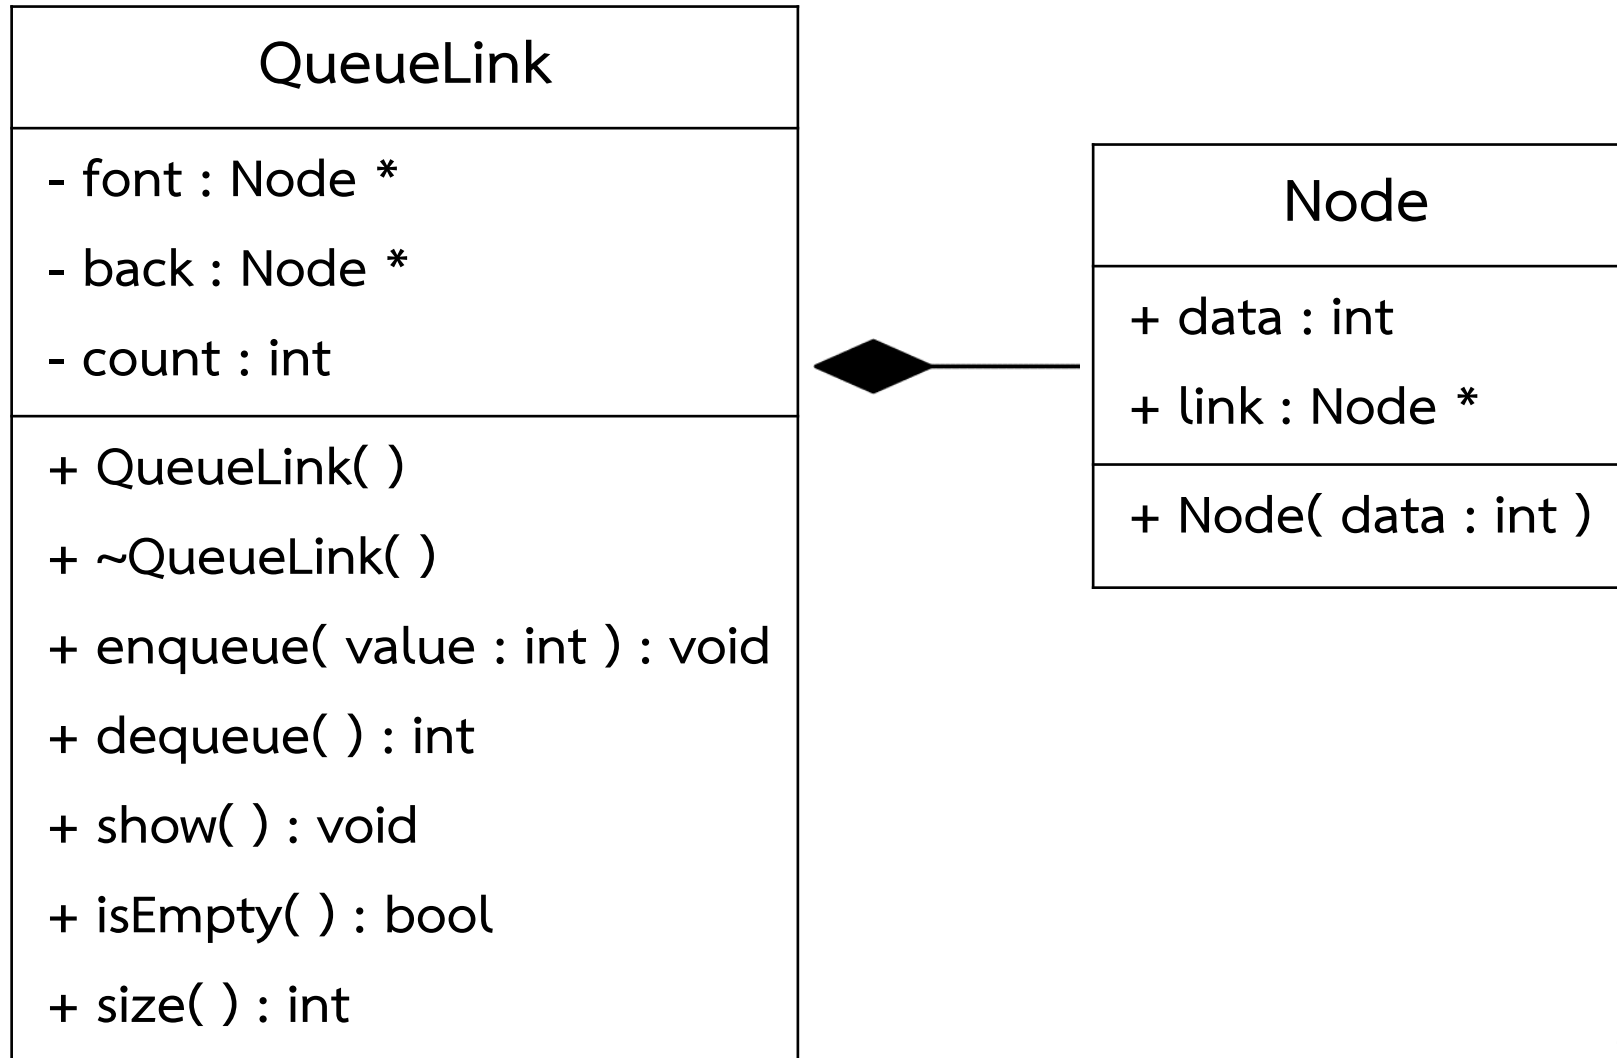 QueueLink
- font : Node *
- back : Node *
- count : int
+ QueueLink( )
+ ~QueueLink( )
+ enqueue( value : int ) : void
+ dequeue( ) : int
+ show( ) : void
+ isEmpty( ) : bool
+ size( ) : int
Node
+ data : int
+ link : Node *
+ Node( data : int )